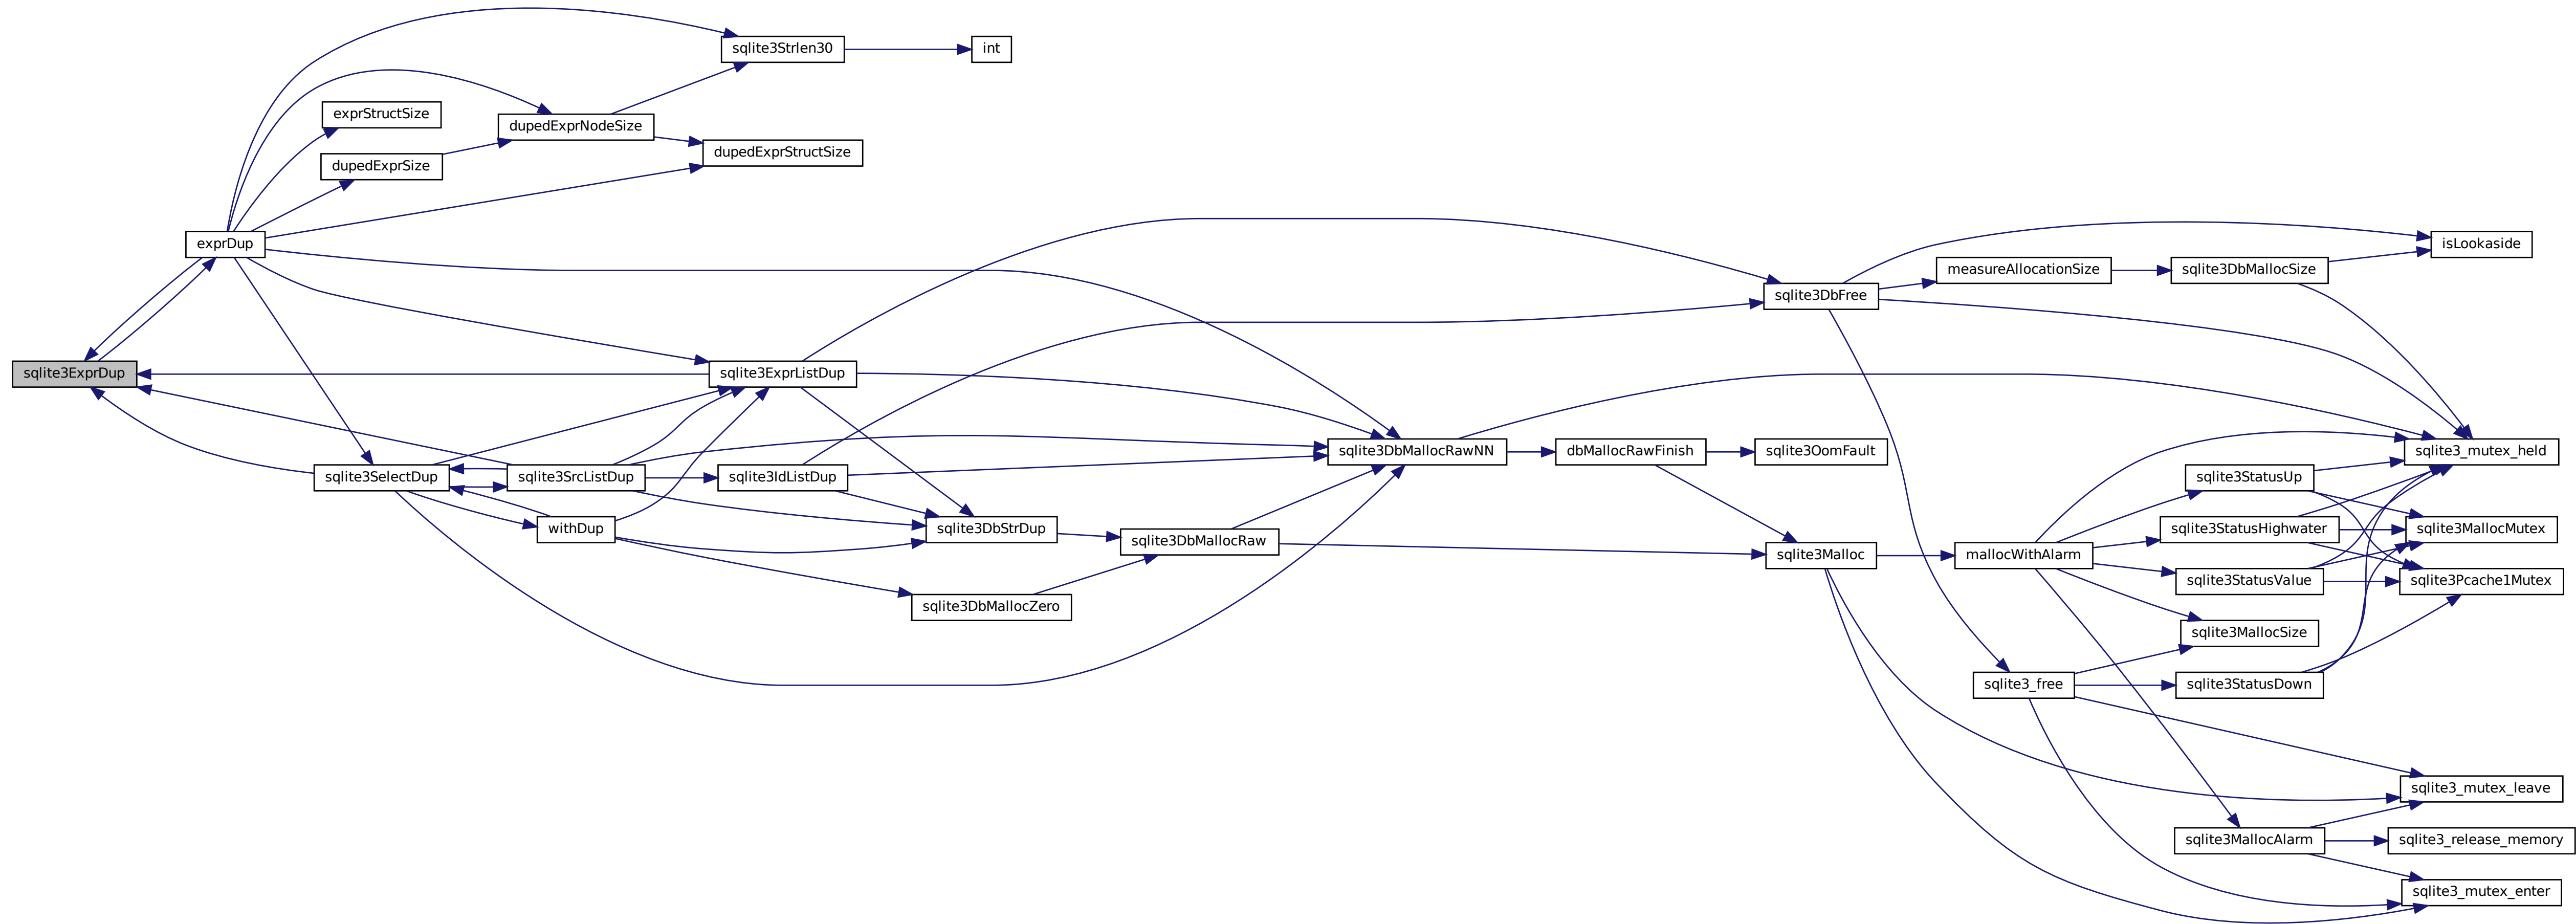 sqlite3ExprDup
exprDup
exprStructSize
dupedExprSize
sqlite3SelectDup
dupedExprNodeSize
sqlite3SrcListDup
withDup
sqlite3Strlen30
dupedExprStructSize
sqlite3ExprListDup
sqlite3IdListDup
int
sqlite3DbStrDup
sqlite3DbMallocZero
sqlite3DbMallocRaw
sqlite3DbMallocRawNN
dbMallocRawFinish
sqlite3DbFree
sqlite3OomFault
sqlite3Malloc
measureAllocationSize
mallocWithAlarm
sqlite3_free
sqlite3DbMallocSize
sqlite3StatusUp
sqlite3StatusHighwater
sqlite3StatusValue
sqlite3MallocSize
sqlite3StatusDown
sqlite3MallocAlarm
isLookaside
sqlite3_mutex_held
sqlite3MallocMutex
sqlite3Pcache1Mutex
sqlite3_mutex_leave
sqlite3_release_memory
sqlite3_mutex_enter